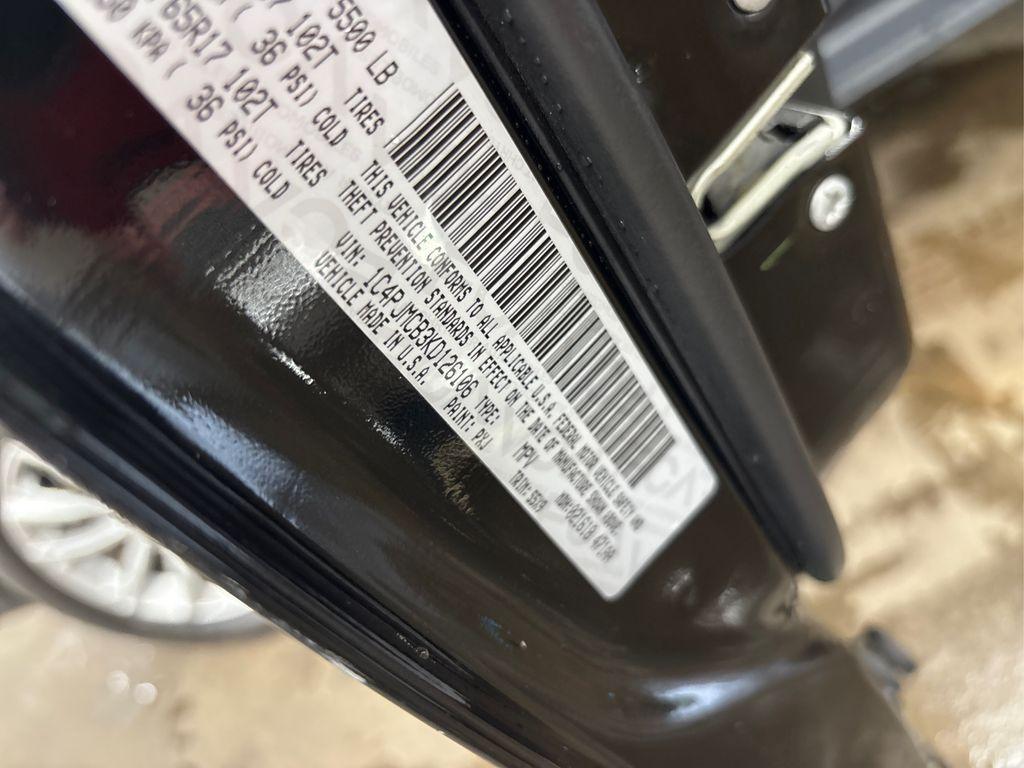 5500 LB
102T TIRES
36 PSI) COLD
65R17 102T TIRES
KPA ( 36 PSI) COLD
THIS VEHICLE CONFORMS TO ALL APPLICABLE U.S.A. FEDERAL MOTOR VEHICLE SAFETY AND
THEFT PREVENTION STANDARDS IN EFFECT ON THE DATE OF MANUFACTURE SHOWN ABOVE.
VIN: 1C4PJMCB3KD126106 TYPE: MPV
VEHICLE MADE IN U.S.A. PAINT: PXJ